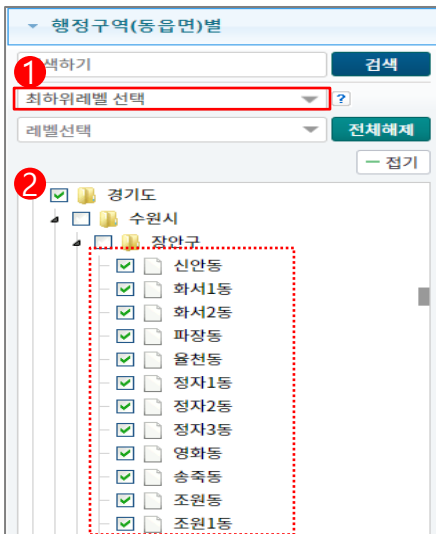 행정구역(동읍면)별
1
색하기
검색
최하위레벨 선택
?
레벨선택
전체해제
접기
2
경기도
수원시
장안구
신안동
화서1동
화서2동
파장동
율천동
정자1동
정자2동
정자3동
영화동
송죽동
조원동
조원1동